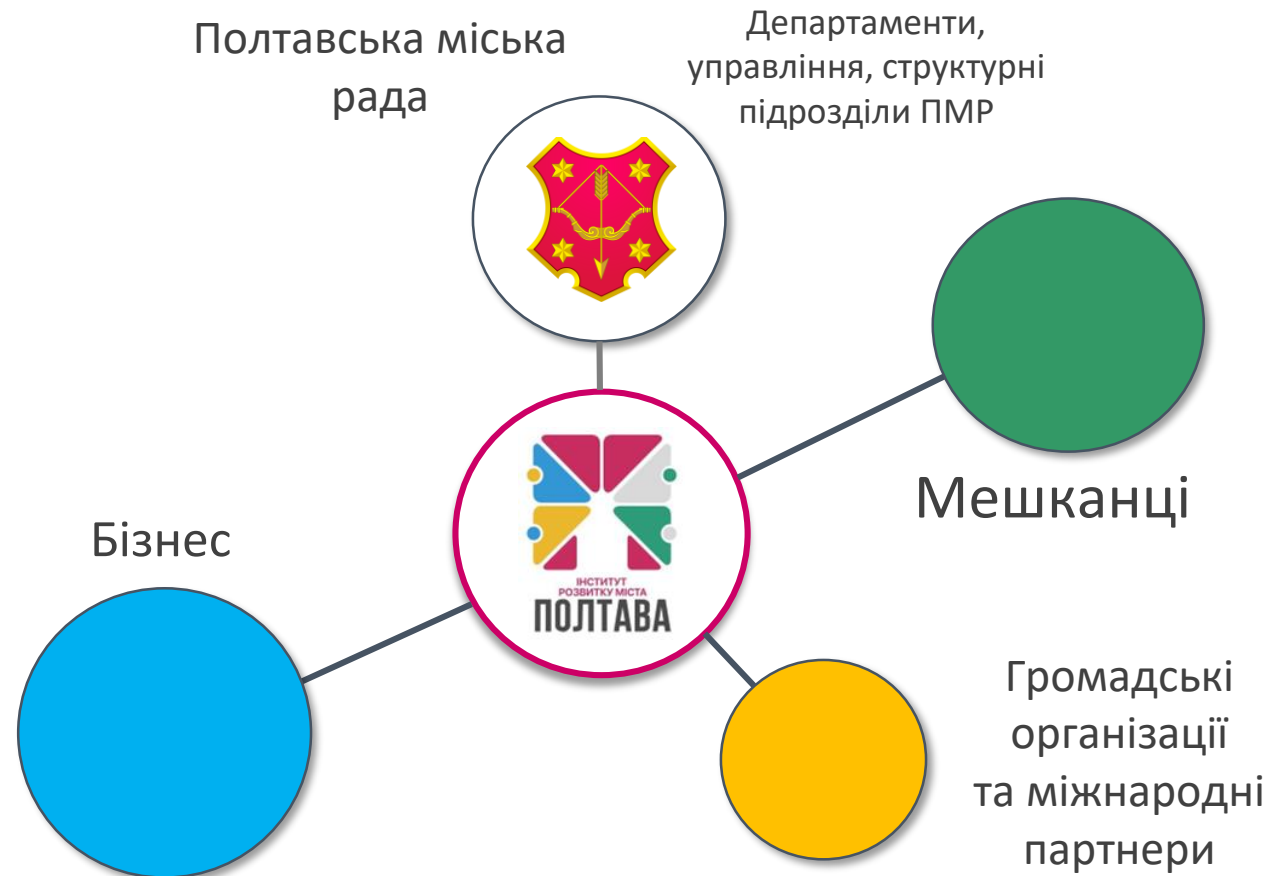 Полтавська міська
рада
Департаменти,
управління, структурні
підрозділи ПМР
Мешканці
Бізнес
ІНСТИТУТ
РОЗВИТКУ МІСТА
ПОЛТАВА
Громадські
організації
та міжнародні
партнери